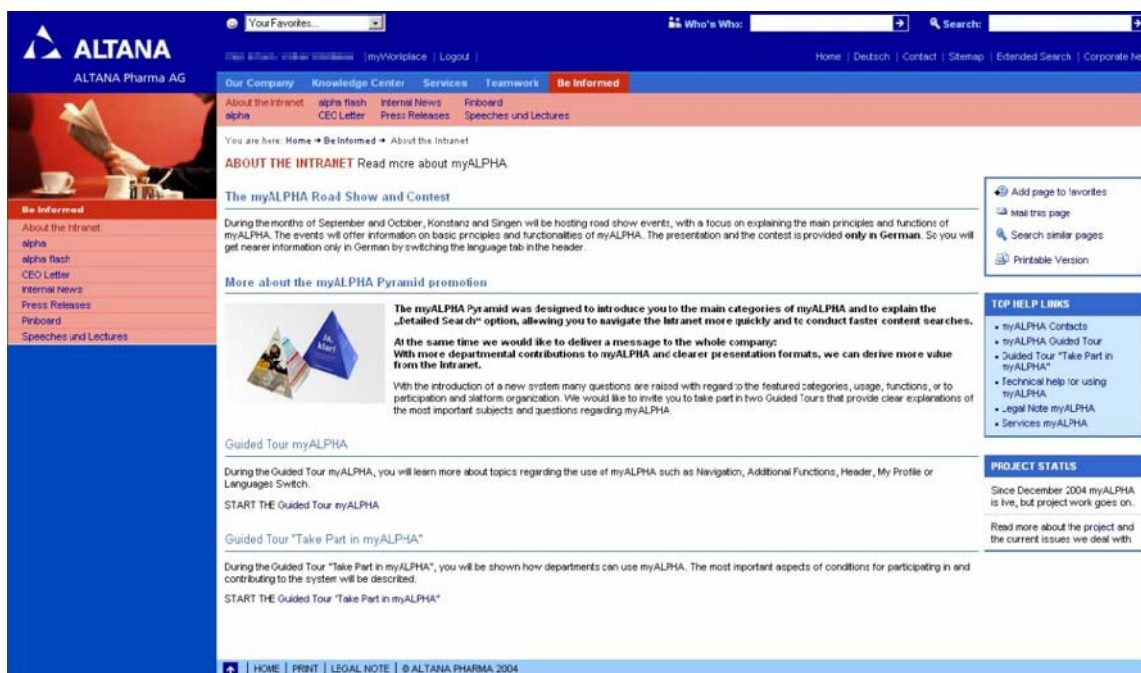 ALTANA
ALTANA Pharma AG
Your Favorites...
Who's Who:
Search:
myWorkplace | Logout |
Home | Deutsch | Contact | Sitemap | Extended Search | Corporate Ne
Our Company Knowledge Center Services Teamwork Be Informed
About the Intranet alpha flash Internal News Pinboard
alpha CEO Letter Press Releases Speeches und Lectures
You are here: Home → Be Informed → About the Intranet
ABOUT THE INTRANET Read more about myALPHA
Be Informed
About the Intranet
alpha
alpha flash
CEO Letter
Internal News
Press Releases
Pinboard
Speeches und Lectures
The myALPHA Road Show and Contest
During the months of September and October, Konstanz and Singen will be hosting road show events, with a focus on explaining the main principles and functions of
myALPHA. The events will offer information on basic principles and functionalities of myALPHA. The presentation and the contest is provided only in German. So you will
get nearer information only in German by switching the language tab in the header.
More about the myALPHA Pyramid promotion
Ja,
klar!
The myALPHA Pyramid was designed to introduce you to the main categories of myALPHA and to explain the
„Detailed Search“ option, allowing you to navigate the Intranet more quickly and to conduct faster content searches.
At the same time we would like to deliver a message to the whole company:
With more departmental contributions to myALPHA and clearer presentation formats, we can derive more value
from the Intranet.
With the introduction of a new system many questions are raised with regard to the featured categories, usage, functions, or to
participation and platform organization. We would like to invite you to take part in two Guided Tours that provide clear explanations of
the most important subjects and questions regarding myALPHA.
Guided Tour myALPHA
During the Guided Tour myALPHA, you will learn more about topics regarding the use of myALPHA such as Navigation, Additional Functions, Header, My Profile or
Languages Switch.
START THE Guided Tour myALPHA
Guided Tour "Take Part in myALPHA"
During the Guided Tour "Take Part in myALPHA", you will be shown how departments can use myALPHA. The most important aspects of conditions for participating in and
contributing to the system will be described.
START THE Guided Tour "Take Part in myALPHA"
Add page to favorites
Mail this page
Search similar pages
Printable Version
TOP HELP LINKS
• myALPHA Contacts
• myALPHA Guided Tour
• Guided Tour "Take Part in
myALPHA"
• Technical help for using
myALPHA
• Legal Note myALPHA
• Services myALPHA
PROJECT STATUS
Since December 2004 myALPHA
is live, but project work goes on.
Read more about the project and
the current issues we deal with
| HOME | PRINT | LEGAL NOTE | © ALTANA PHARMA 2004